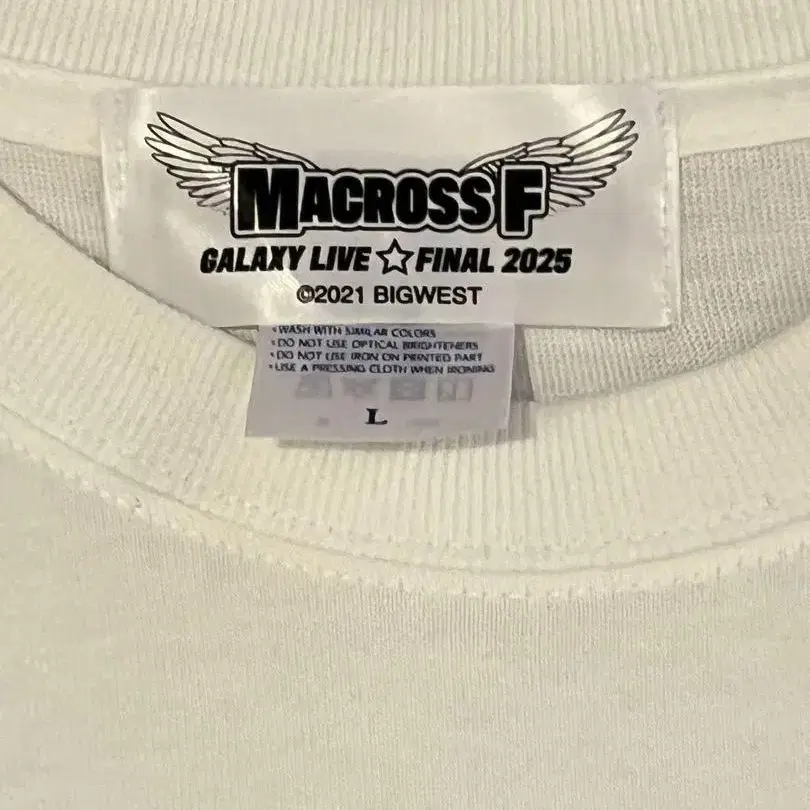 MACROSS F
GALAXY LIVE☆FINAL 2025
©2021 BIGWEST
•WASH WITH SIMILAR COLORS
•DO NOT USE OPTICAL BRIGHTENERS
•DO NOT USE IRON ON PRINTED PART
•USE A PRESSING CLOTH WHEN IRONING
L